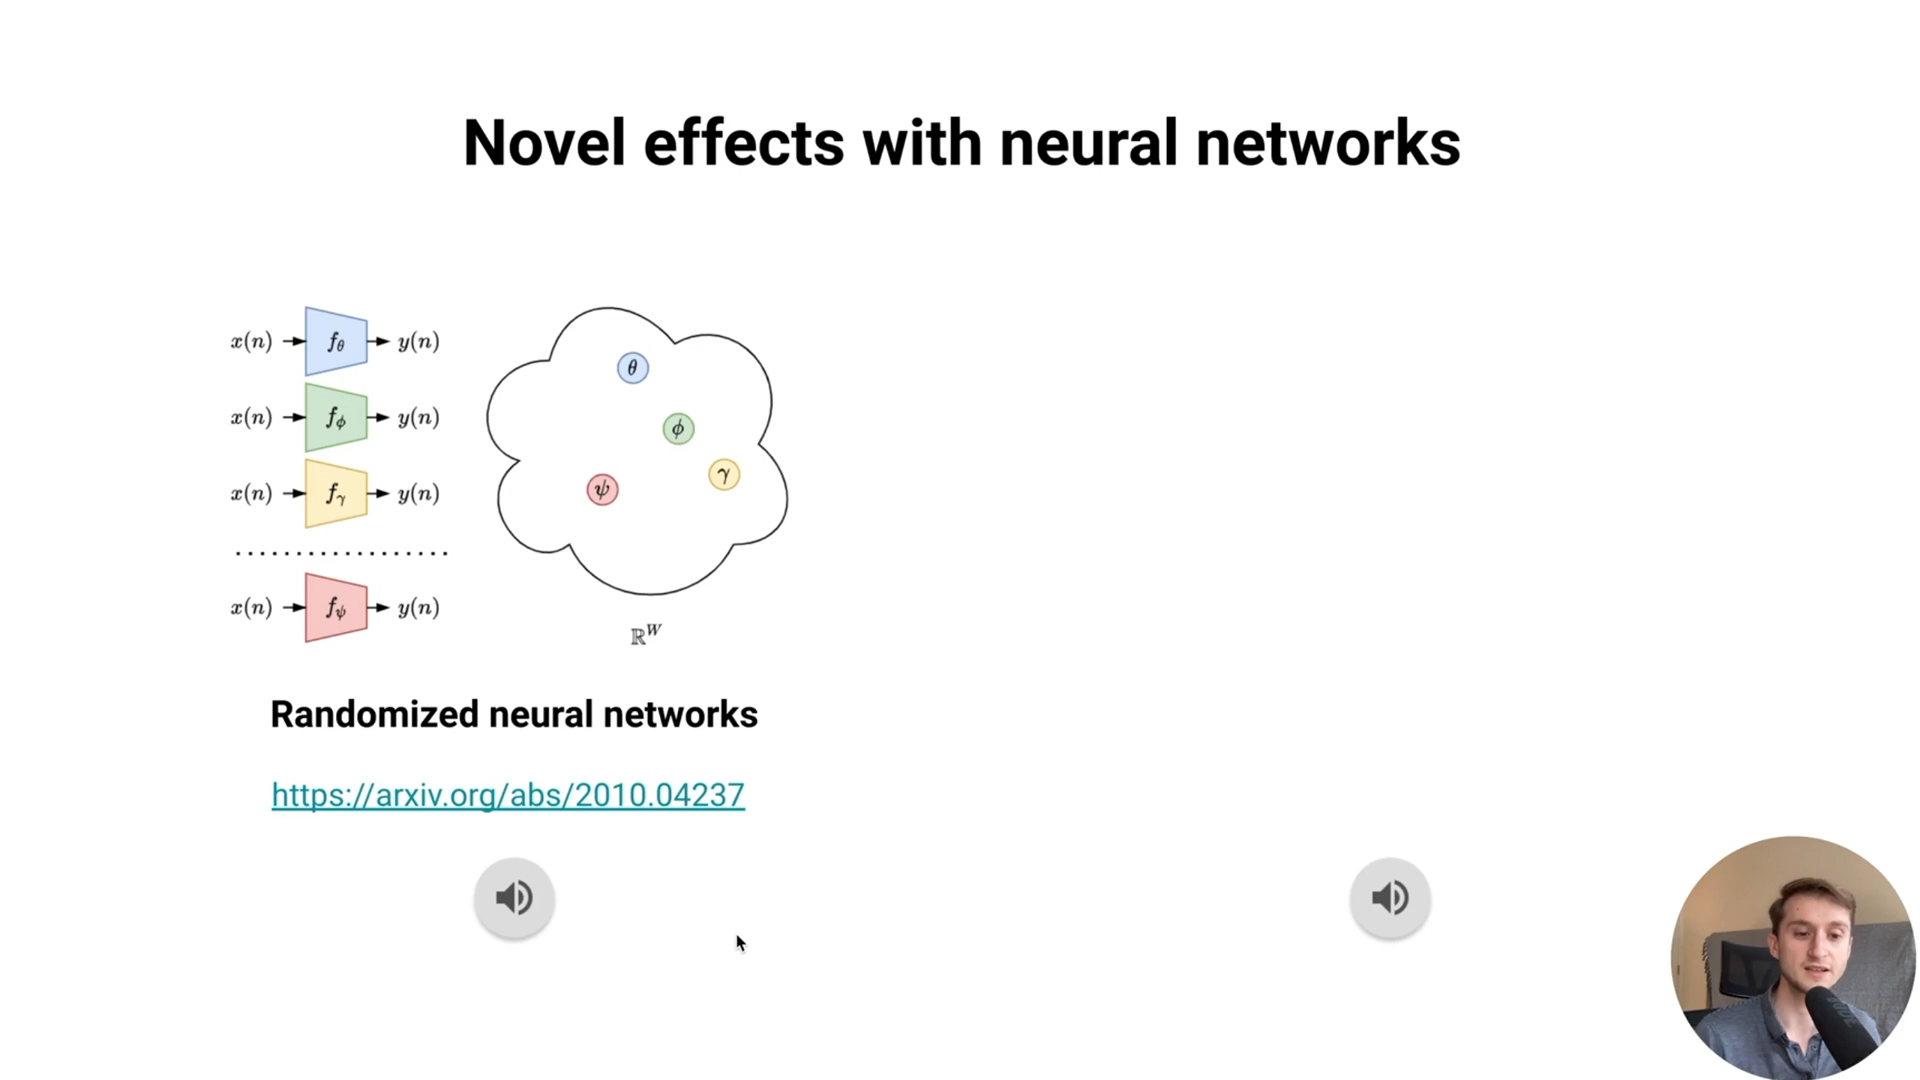 Novel effects with neural networks
x(n) f_θ y(n)
θ
x(n) f_ϕ y(n)
ϕ
x(n) f_γ y(n)
γ
ψ
x(n) f_ψ y(n)
ℝ^W
Randomized neural networks
https://arxiv.org/abs/2010.04237